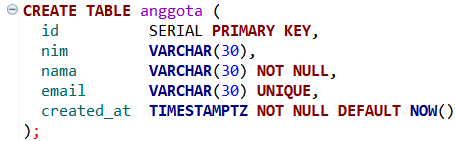 CREATE TABLE anggota (
id SERIAL PRIMARY KEY,
nim VARCHAR(30),
nama VARCHAR(30) NOT NULL,
email VARCHAR(30) UNIQUE,
created_at TIMESTAMPTZ NOT NULL DEFAULT NOW()
);